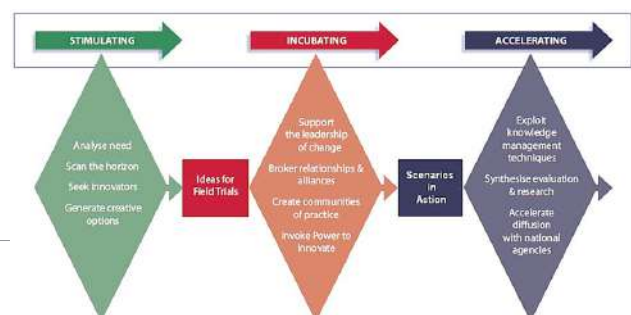 STIMULATING
INCUBATING
ACCELERATING
Analyse need
Scan the horizon
Seek innovators
Generate creative
options
Ideas for
Field Trials
Support
the leadership
of change
Broker relationships &
alliances
Create communities
of practice
Invoke Power to
Innovate
Scenarios
in
Action
Exploit
knowledge
management
techniques
Synthesise evaluation
& research
Accelerate
diffusion
with national
agencies